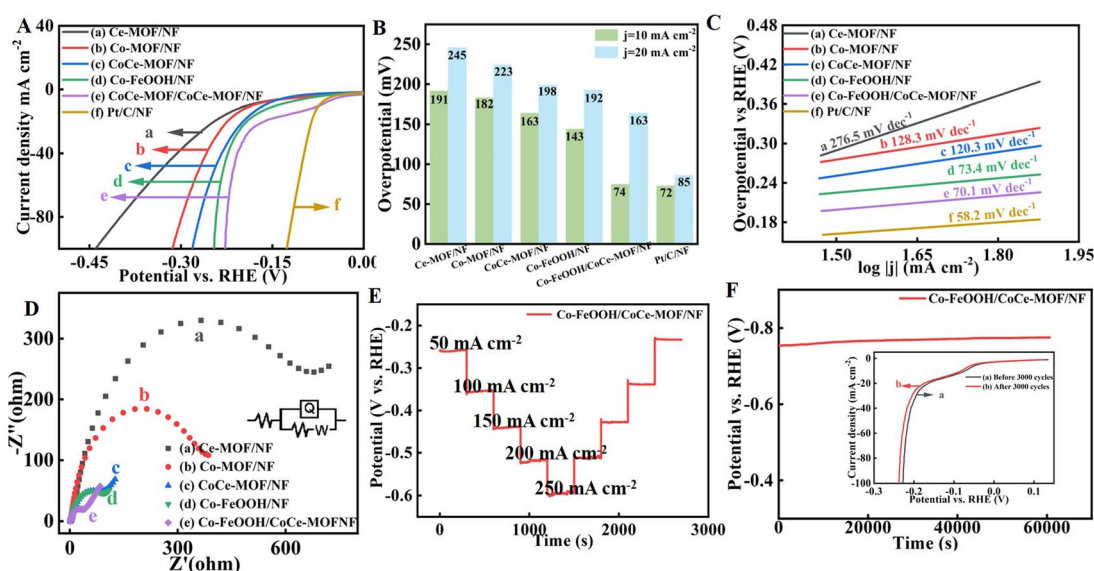 A
Current density mA cm-2
40
0
-40
-80
(a) Ce-MOF/NF
(b) Co-MOF/NF
(c) CoCe-MOF/NF
(d) Co-FeOOH/NF
(e) CoCe-MOF/CoCe-MOF/NF
(f) Pt/C/NF
a
b
c
d
e
f
-0.45 -0.30 -0.15 0.00
Potential vs. RHE (V)
B
Overpotential (mV)
250
200
150
100
50
0
j=10 mA cm-2
j=20 mA cm-2
191 245
182 223
163 198
143 192
74 163
72 85
Ce-MOF/NF
Co-MOF/NF
CoCe-MOF/NF
Co-FeOOH/NF
Co-FeOOH/CoCe-MOF/NF
Pt/C/NF
C
Overpotential vs RHE (V)
0.48
0.42
0.36
0.30
0.24
0.18
(a) Ce-MOF/NF
(b) Co-MOF/NF
(c) CoCe-MOF/NF
(d) Co-FeOOH/NF
(e) Co-FeOOH/CoCe-MOF/NF
(f) Pt/C/NF
a 276.5 mV dec-1
b 128.3 mV dec-1
c 120.3 mV dec-1
d 73.4 mV dec-1
e 70.1 mV dec-1
f 58.2 mV dec-1
1.50 1.65 1.80 1.95
log |j| (mA cm-2)
D
-Z''(ohm)
300
200
100
0
a
b
c
d
e
Q
W
(a) Ce-MOF/NF
(b) Co-MOF/NF
(c) CoCe-MOF/NF
(d) Co-FeOOH/NF
(e) Co-FeOOH/CoCe-MOFNF
0 300 600
Z'(ohm)
E
Potential (V vs. RHE)
-0.2
-0.3
-0.4
-0.5
-0.6
Co-FeOOH/CoCe-MOF/NF
50 mA cm-2
100 mA cm-2
150 mA cm-2
200 mA cm-2
250 mA cm-2
0 1000 2000 3000
Time (s)
F
Potential vs. RHE (V)
-0.8
-0.6
-0.4
Co-FeOOH/CoCe-MOF/NF
Current density (mA cm-2)
0
-20
-40
-60
-80
-100
(a) Before 3000 cycles
(b) After 3000 cycles
b
a
-0.3 -0.2 -0.1 0.0 0.1
Potential vs. RHE (V)
0 20000 40000 60000
Time (s)